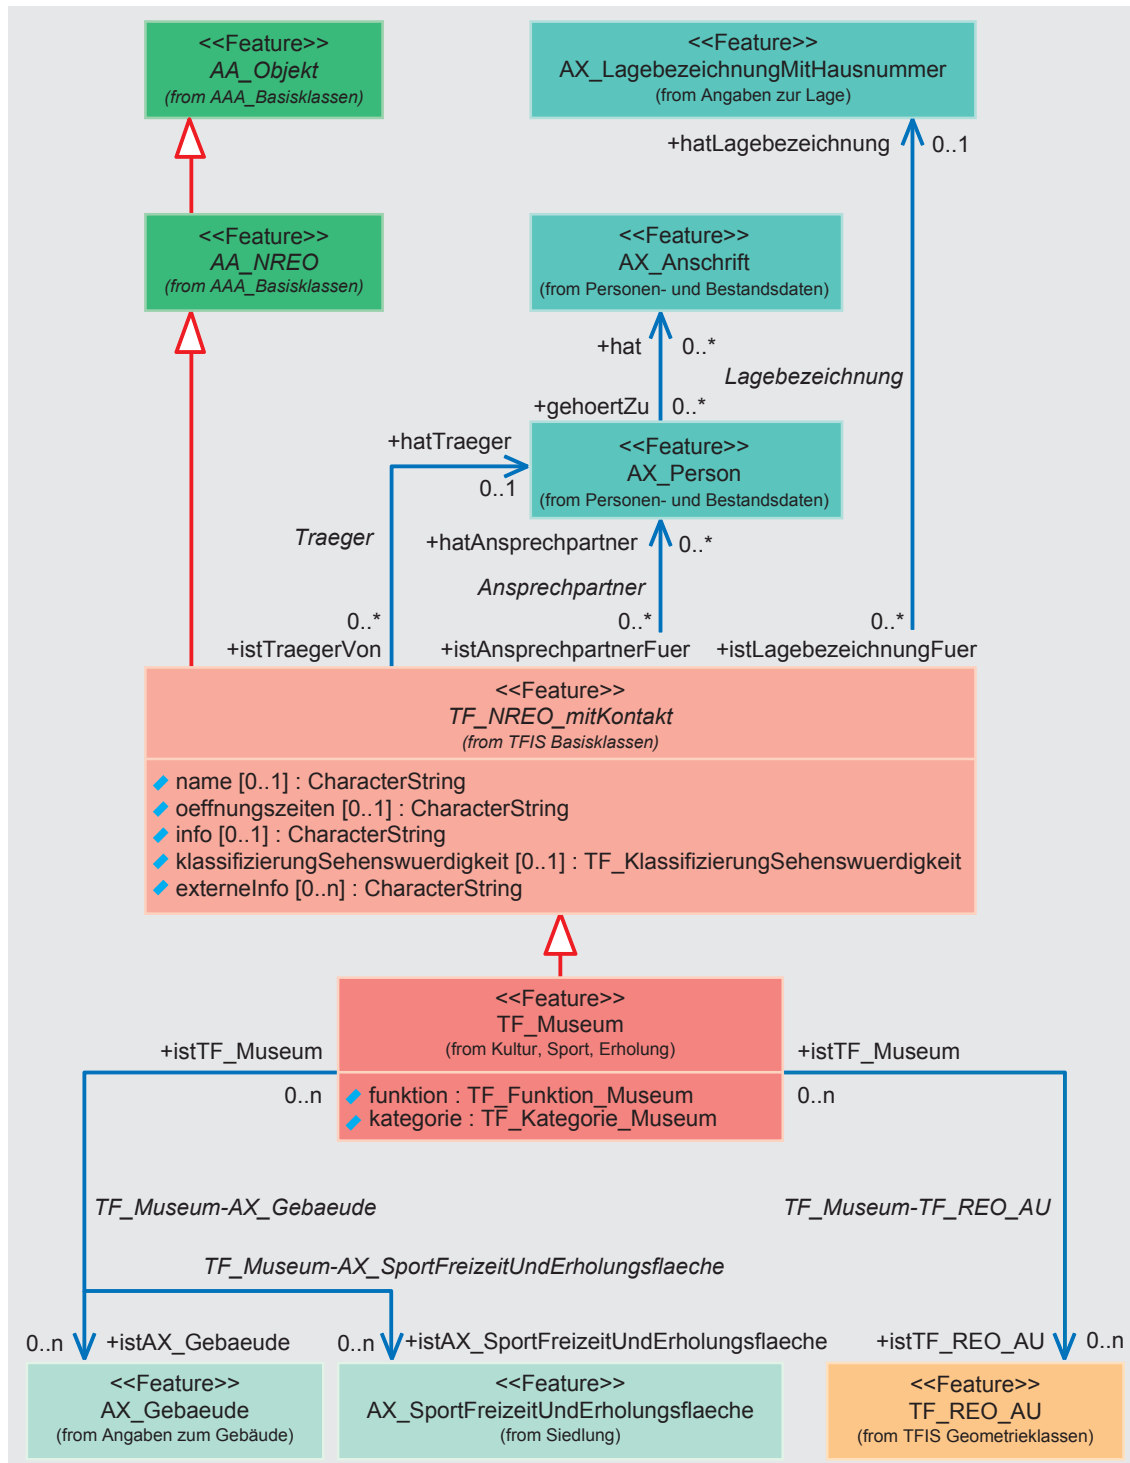 <<Feature>>
AA_Objekt
(from AAA_Basisklassen)
<<Feature>>
AX_LagebezeichnungMitHausnummer
(from Angaben zur Lage)
+hatLagebezeichnung 0..1
<<Feature>>
AA_NREO
(from AAA_Basisklassen)
<<Feature>>
AX_Anschrift
(from Personen- und Bestandsdaten)
+hat 0..*
Lagebezeichnung
+gehoertZu 0..*
+hatTraeger
0..1
<<Feature>>
AX_Person
(from Personen- und Bestandsdaten)
Traeger
+hatAnsprechpartner 0..*
Ansprechpartner
0..* 0..* 0..*
+istTraegerVon +istAnsprechpartnerFuer +istLagebezeichnungFuer
<<Feature>>
TF_NREO_mitKontakt
(from TFIS Basisklassen)
name [0..1] : CharacterString
oeffnungszeiten [0..1] : CharacterString
info [0..1] : CharacterString
klassifizierungSehenswuerdigkeit [0..1] : TF_KlassifizierungSehenswuerdigkeit
externeInfo [0..n] : CharacterString
<<Feature>>
TF_Museum
(from Kultur, Sport, Erholung)
funktion : TF_Funktion_Museum
kategorie : TF_Kategorie_Museum
+istTF_Museum
0..n
+istTF_Museum
0..n
TF_Museum-AX_Gebaeude
TF_Museum-TF_REO_AU
TF_Museum-AX_SportFreizeitUndErholungsflaeche
0..n +istAX_Gebaeude
0..n +istAX_SportFreizeitUndErholungsflaeche
+istTF_REO_AU 0..n
<<Feature>>
AX_Gebaeude
(from Angaben zum Gebäude)
<<Feature>>
AX_SportFreizeitUndErholungsflaeche
(from Siedlung)
<<Feature>>
TF_REO_AU
(from TFIS Geometrieklassen)